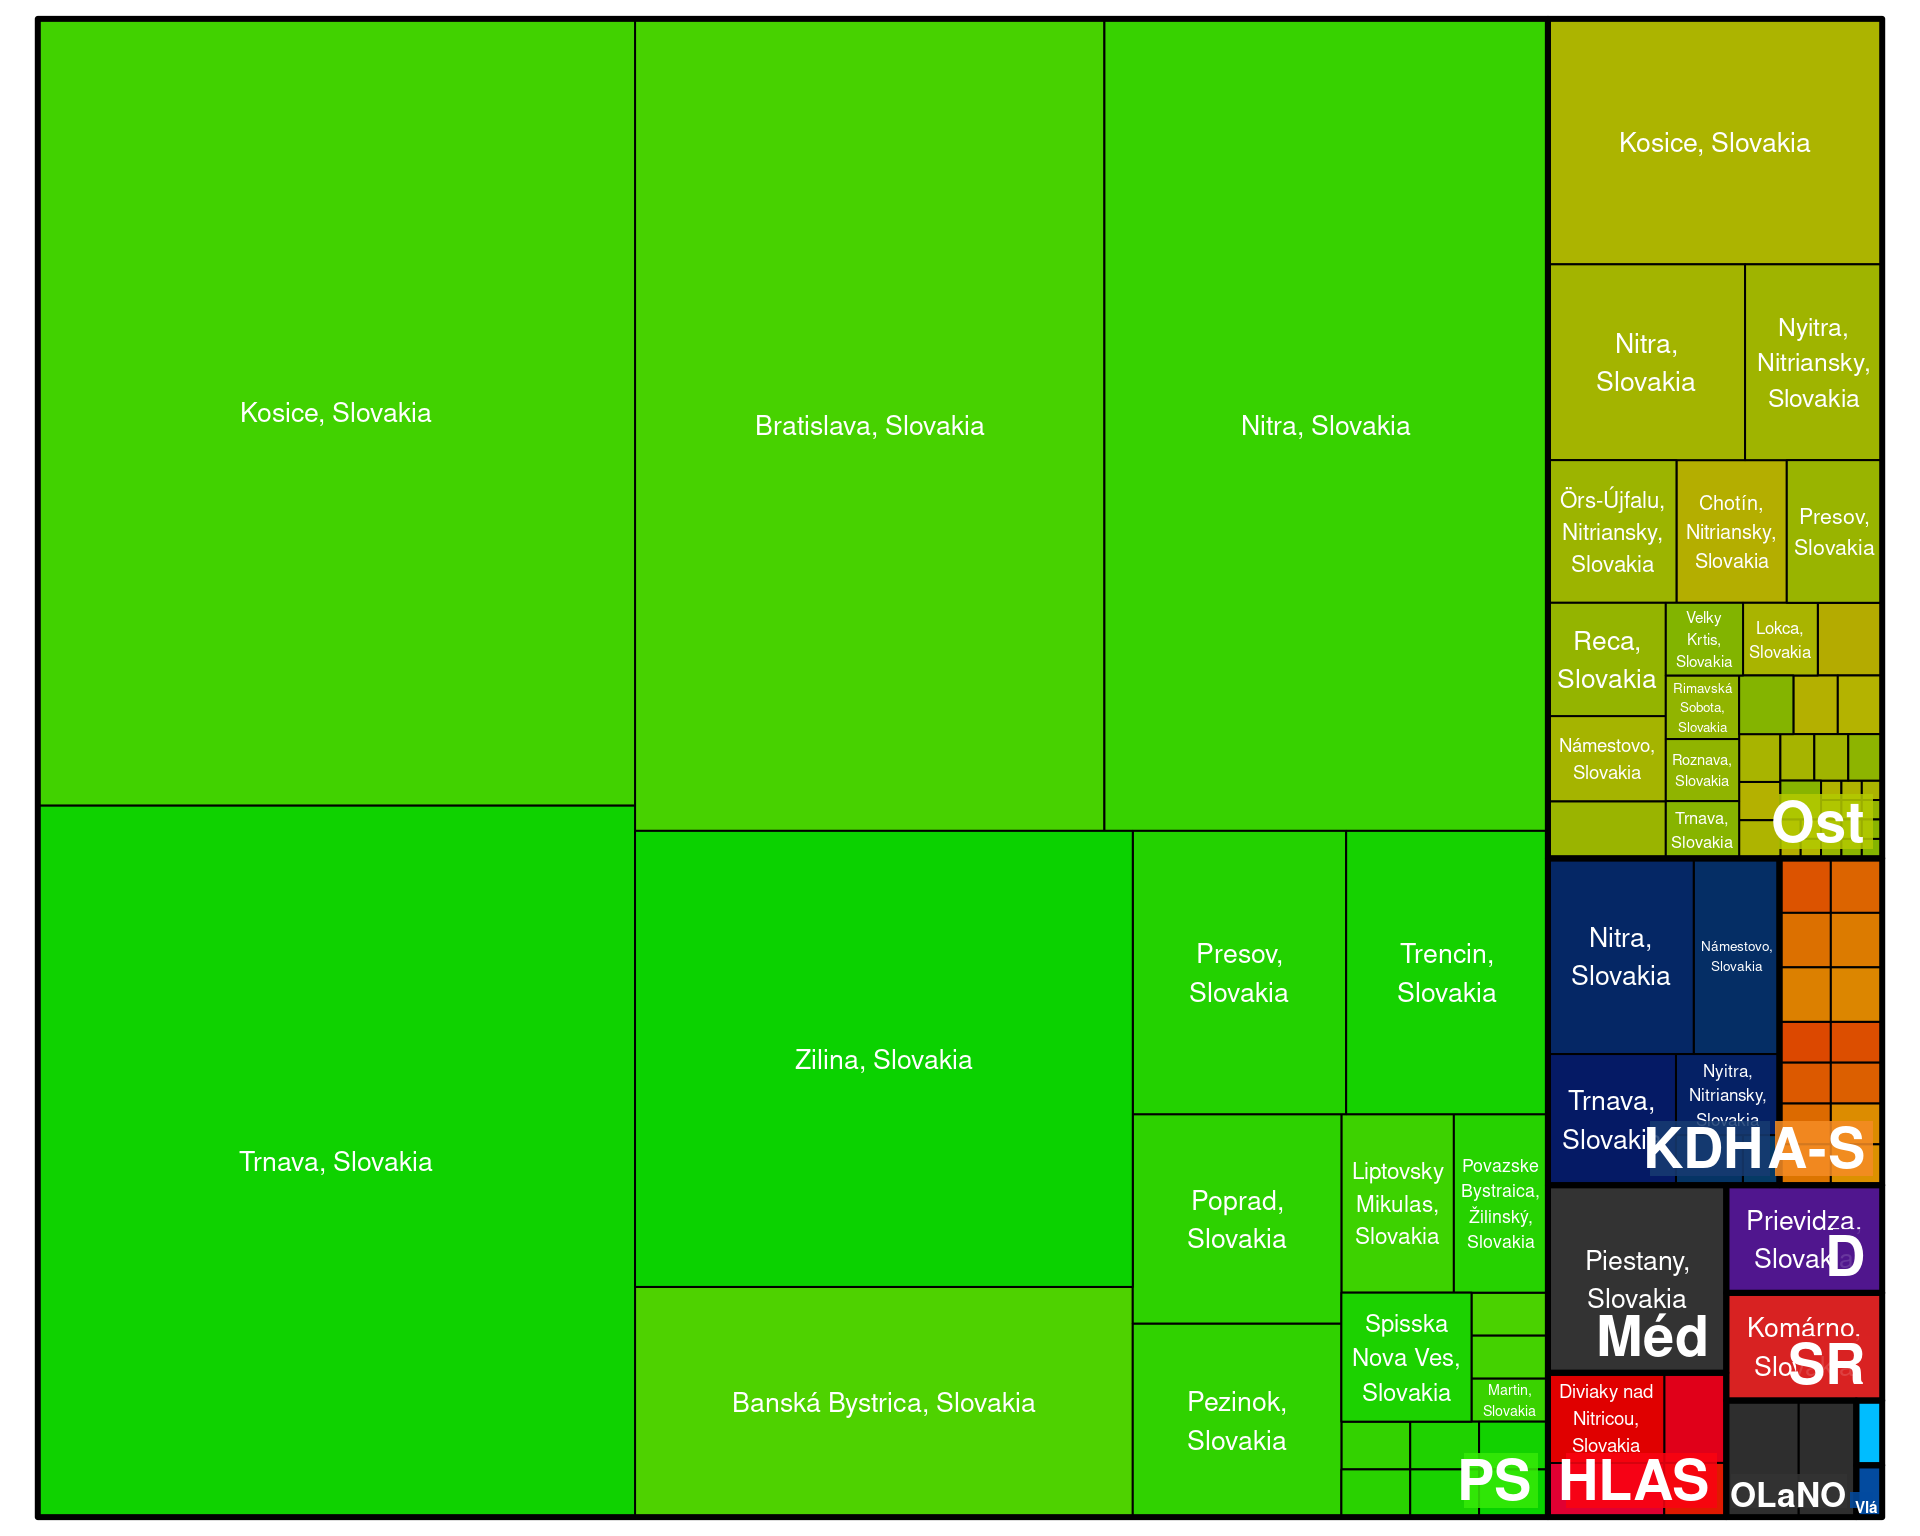 Kosice, Slovakia
Bratislava, Slovakia
Nitra, Slovakia
Trnava, Slovakia
Zilina, Slovakia
Banská Bystrica, Slovakia
Presov,
Slovakia
Trencin,
Slovakia
Poprad,
Slovakia
Pezinok,
Slovakia
Liptovsky
Mikulas,
Slovakia
Povazske
Bystraica,
Žilinský,
Slovakia
Spisska
Nova Ves,
Slovakia
Martin,
Slovakia
PS
Kosice, Slovakia
Nitra,
Slovakia
Nyitra,
Nitriansky,
Slovakia
Örs-Újfalu,
Nitriansky,
Slovakia
Chotín,
Nitriansky,
Slovakia
Presov,
Slovakia
Reca,
Slovakia
Námestovo,
Slovakia
Velky
Krtis,
Slovakia
Lokca,
Slovakia
Rimavská
Sobota,
Slovakia
Roznava,
Slovakia
Trnava,
Slovakia
Ost
Nitra,
Slovakia
Námestovo,
Slovakia
Trnava,
Slovakia
Nyitra,
Nitriansky,
Slovakia
KDH
A-S
Piestany,
Slovakia
Méd
Prievidza,
Slovakia
D
Komárno,
Slovakia
SR
Diviaky nad
Nitricou,
Slovakia
HLAS
OLaNO
Vlá